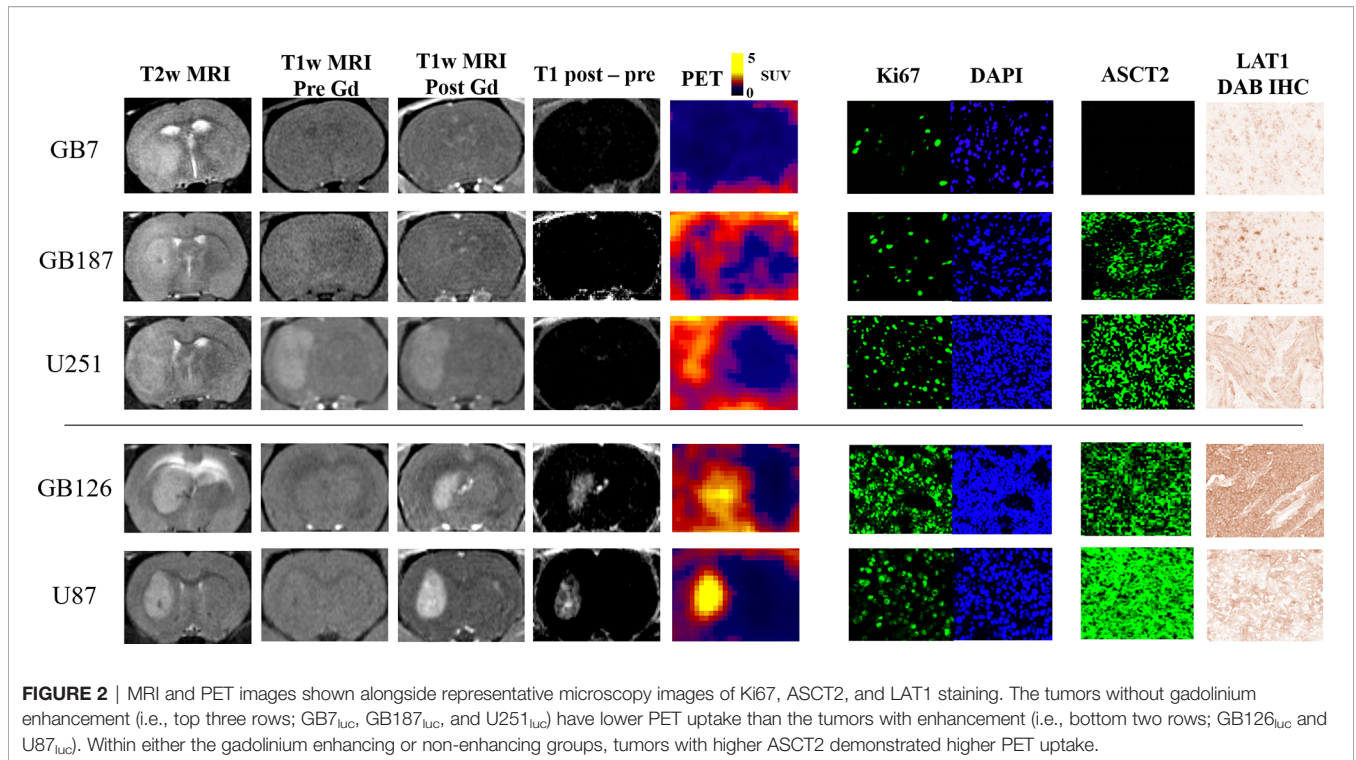 T2w MRI
T1w MRI
Pre Gd
T1w MRI
Post Gd
T1 post – pre
PET
5
0
SUV
Ki67
DAPI
ASCT2
LAT1
DAB IHC
GB7
GB187
U251
GB126
U87
FIGURE 2 | MRI and PET images shown alongside representative microscopy images of Ki67, ASCT2, and LAT1 staining. The tumors without gadolinium
enhancement (i.e., top three rows; GB7luc, GB187luc, and U251luc) have lower PET uptake than the tumors with enhancement (i.e., bottom two rows; GB126luc and
U87luc). Within either the gadolinium enhancing or non-enhancing groups, tumors with higher ASCT2 demonstrated higher PET uptake.